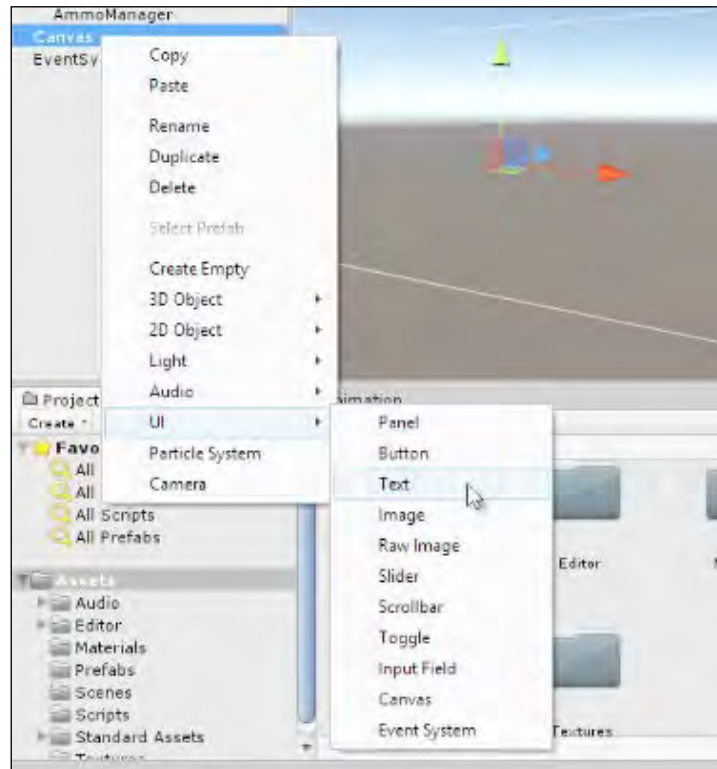 AmmoManager
Canvas
EventSy
Copy
Paste
Rename
Duplicate
Delete
Select Prefab
Create Empty
3D Object
2D Object
Light
Audio
UI
Particle System
Camera
Panel
Button
Text
Image
Raw Image
Slider
Scrollbar
Toggle
Input Field
Canvas
Event System
Project
nimation
Create
Favo
All
All
All Scripts
All Prefabs
Assets
Audio
Editor
Materials
Prefabs
Scenes
Scripts
Standard Assets
Textures
Editor
Textures